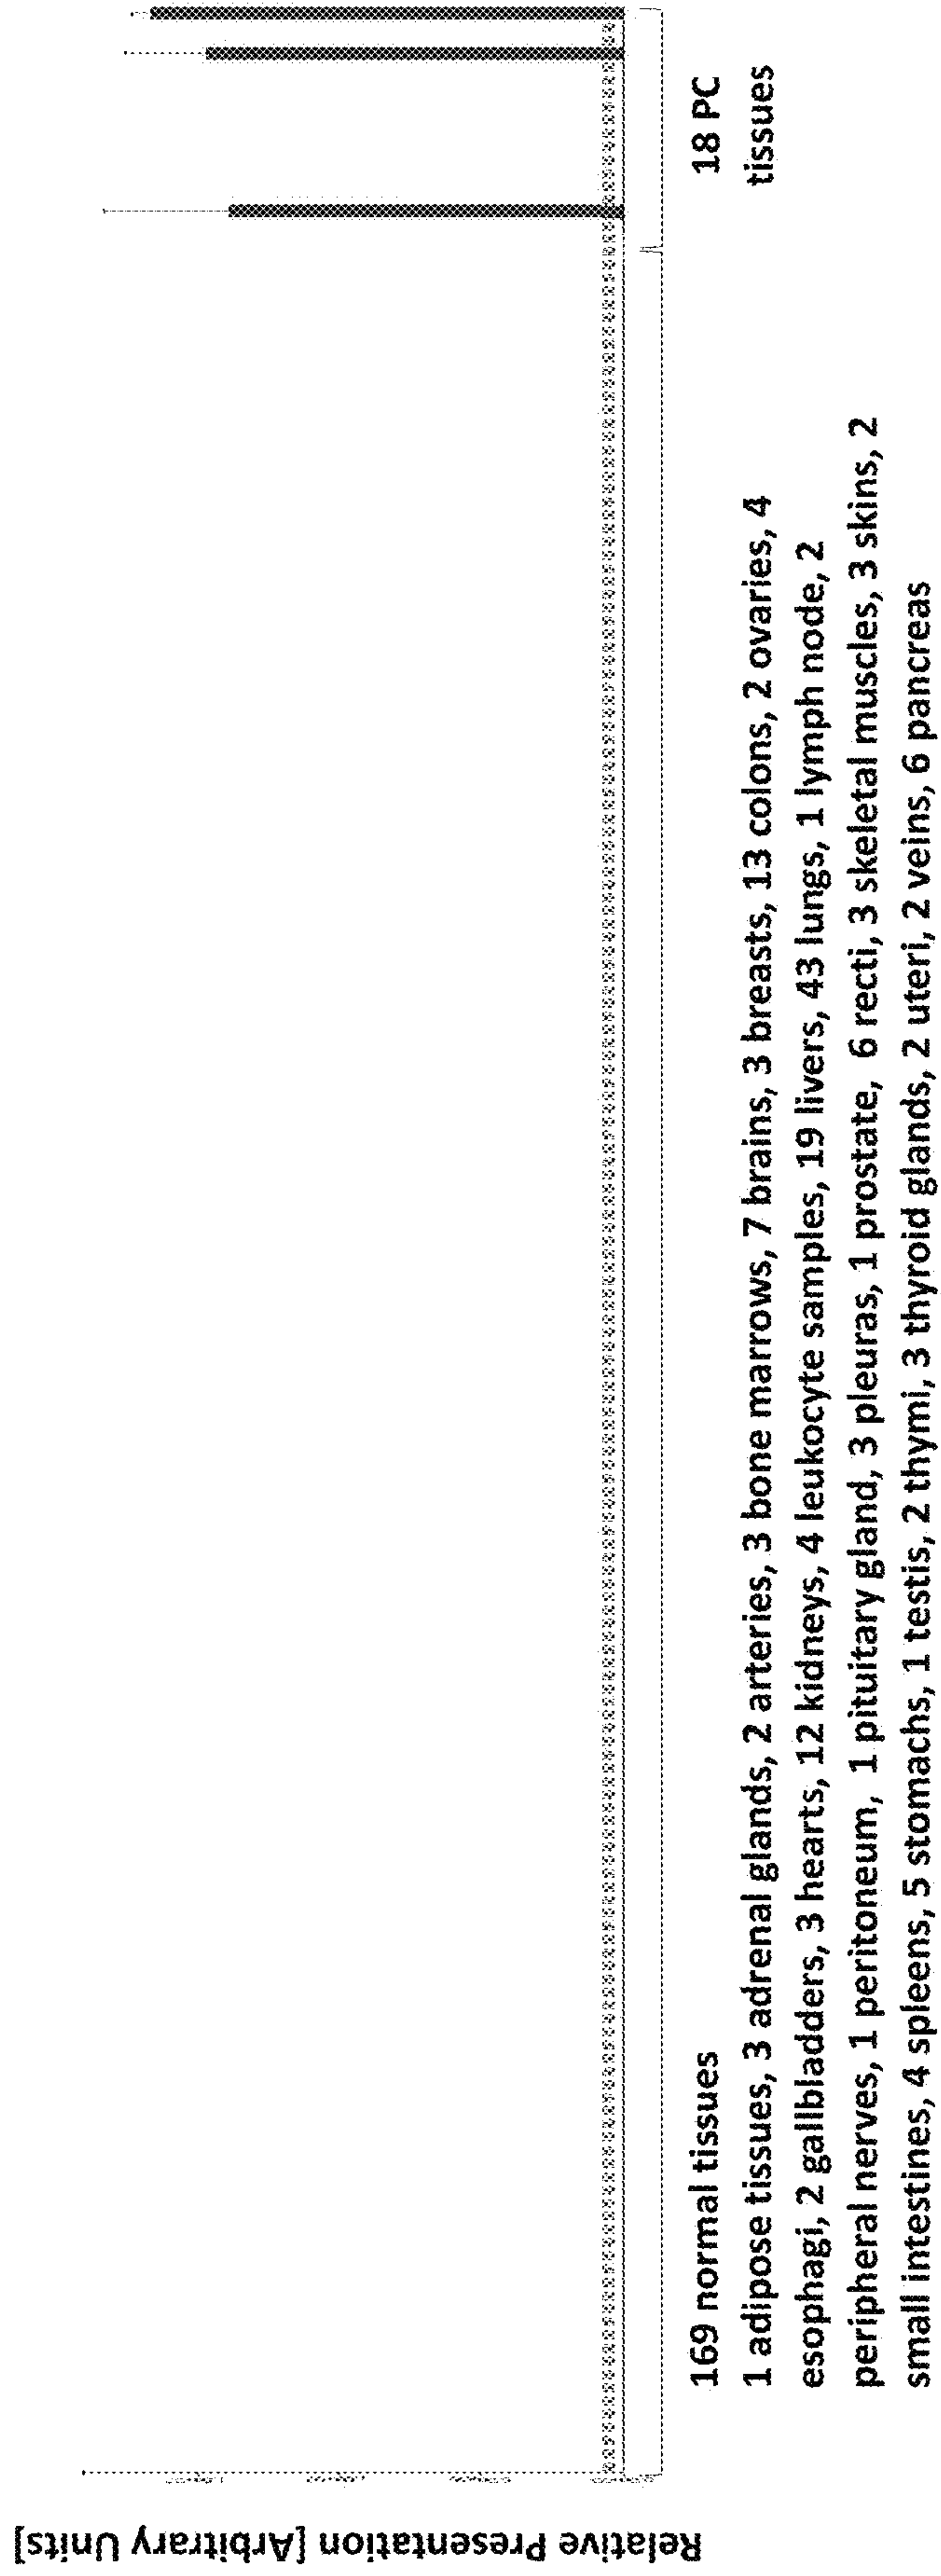 Relative Presentation [Arbitrary Units]
169 normal tissues
18 PC
tissues
1 adipose tissues, 3 adrenal glands, 2 arteries, 3 bone marrows, 7 brains, 3 breasts, 13 colons, 2 ovaries, 4
esophagi, 2 gallbladders, 3 hearts, 12 kidneys, 4 leukocyte samples, 19 livers, 43 lungs, 1 lymph node, 2
peripheral nerves, 1 peritoneum, 1 pituitary gland, 3 pleuras, 1 prostate, 6 recti, 3 skeletal muscles, 3 skins, 2
small intestines, 4 spleens, 5 stomachs, 1 testis, 2 thymi, 3 thyroid glands, 2 uteri, 2 veins, 6 pancreas